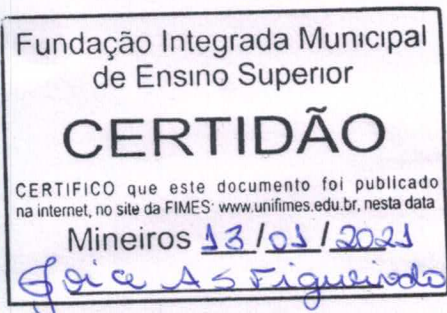 Fundação Integrada Municipal
de Ensino Superior
CERTIDÃO
CERTIFICO que este documento foi publicado
na internet, no site da FIMES: www.unifimes.edu.br, nesta data
Mineiros 13/01/2021
Joice A S Figueiredo